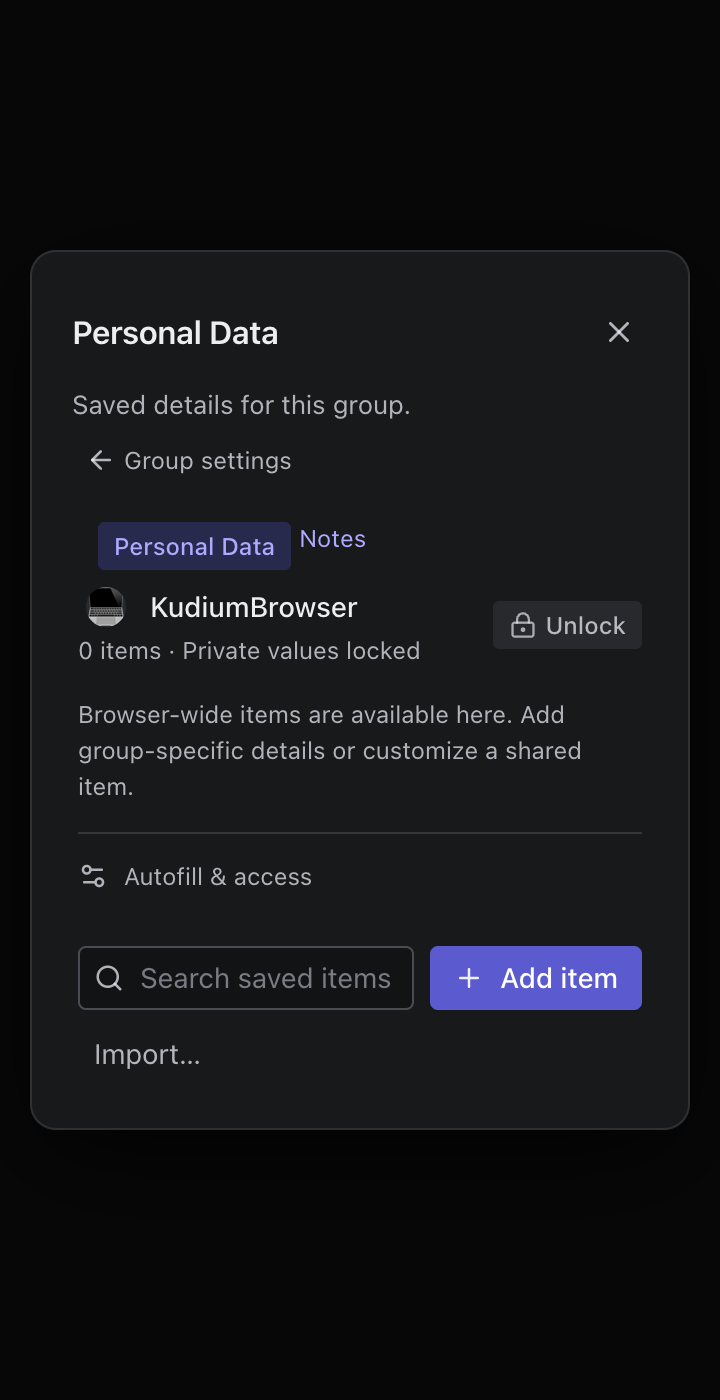 Personal Data
Saved details for this group.
Group settings
Personal Data
Notes
KudiumBrowser
Unlock
0 items · Private values locked
Browser-wide items are available here. Add
group-specific details or customize a shared
item.
Autofill & access
Search saved items
Add item
Import...